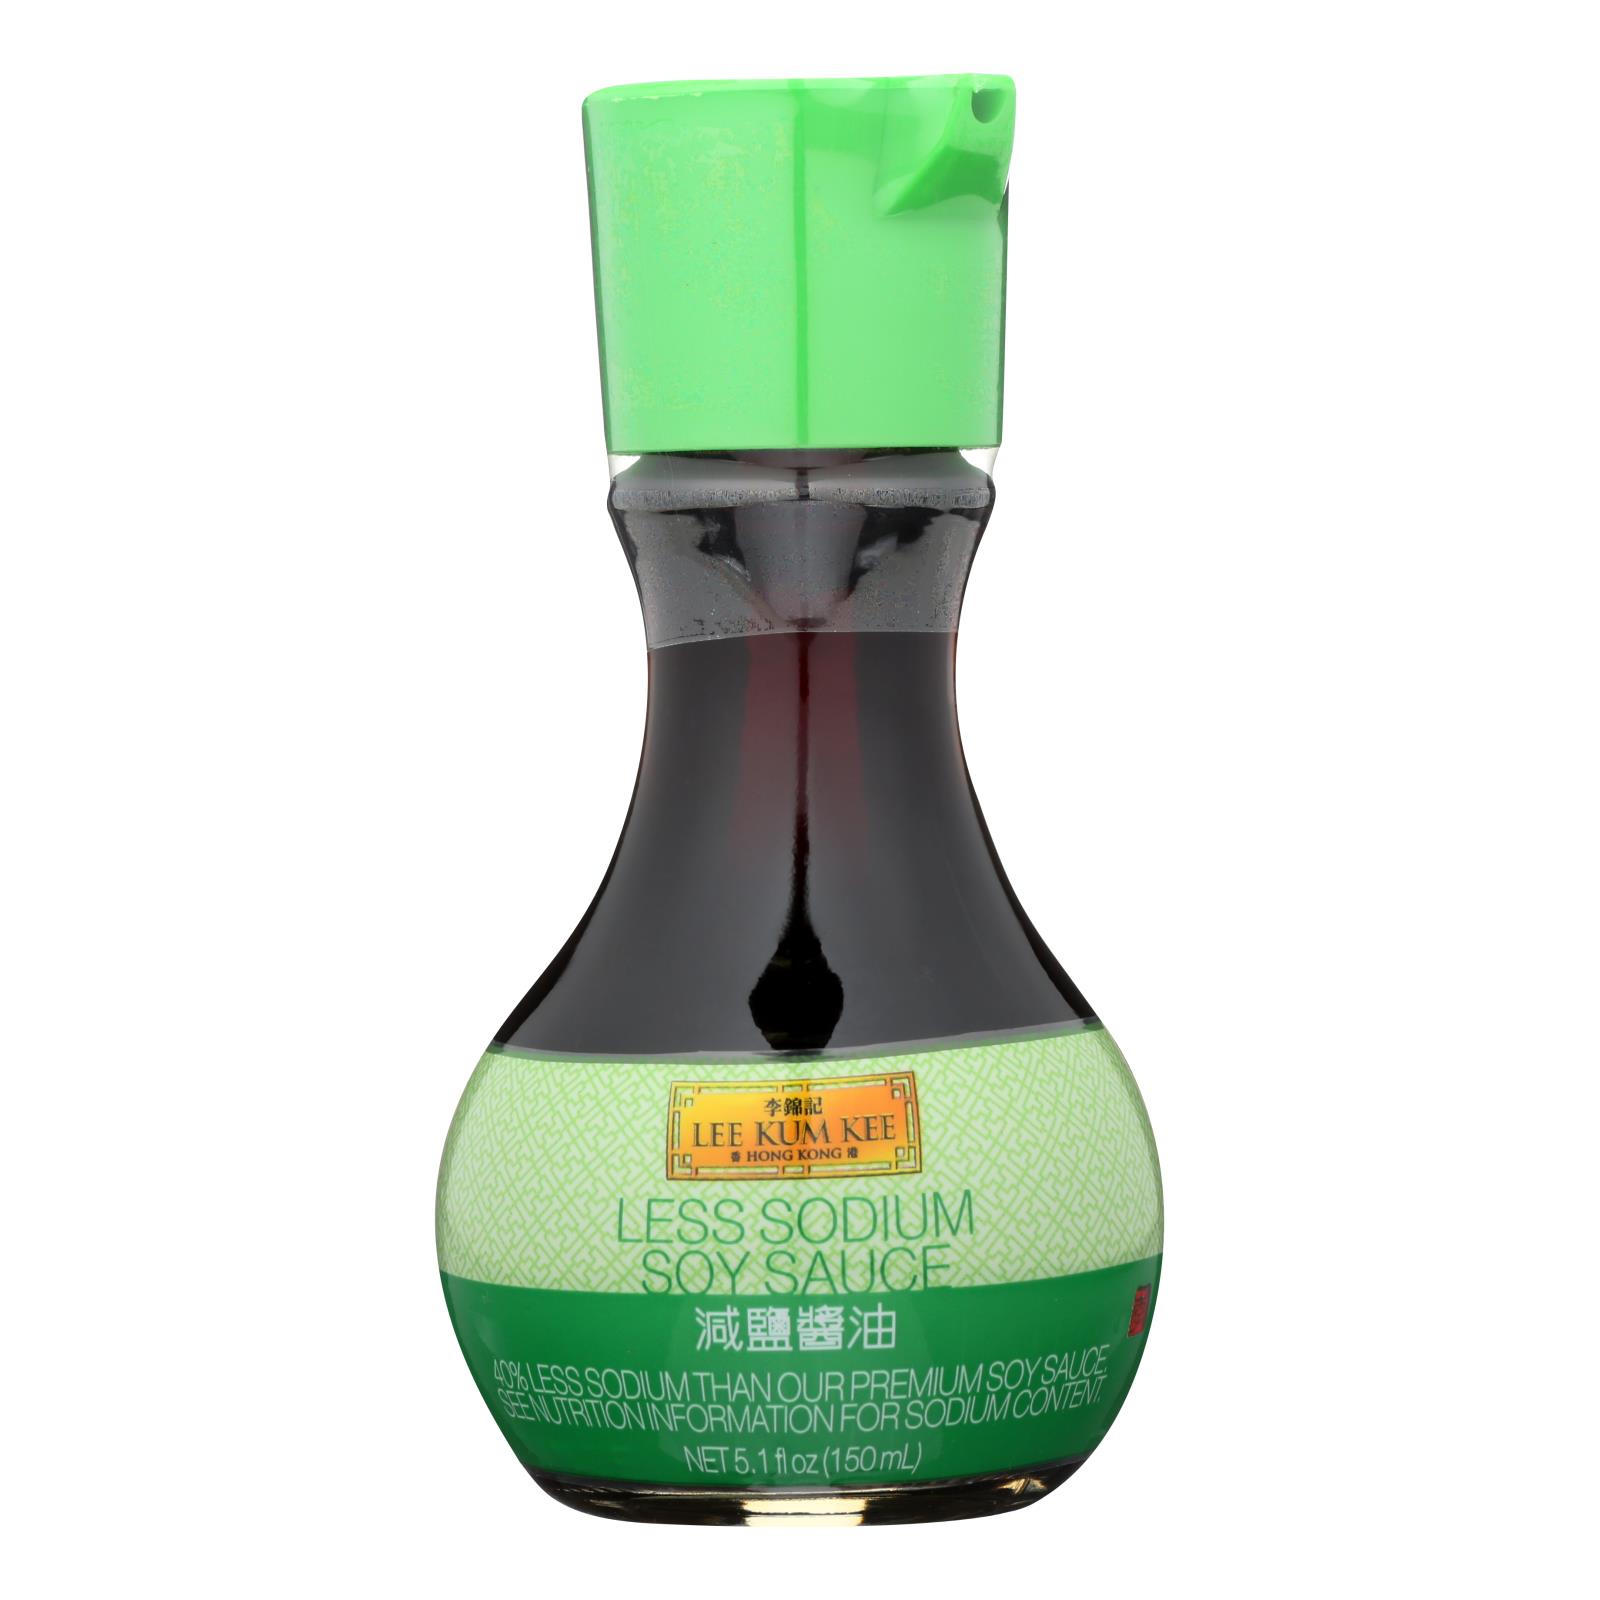 李錦記
LEE KUM KEE
香 HONG KONG 港
LESS SODIUM
SOY SAUCE
減鹽醬油
40% LESS SODIUM THAN OUR PREMIUM SOY SAUCE.
SEE NUTRITION INFORMATION FOR SODIUM CONTENT.
NET 5.1 fl oz (150 mL)